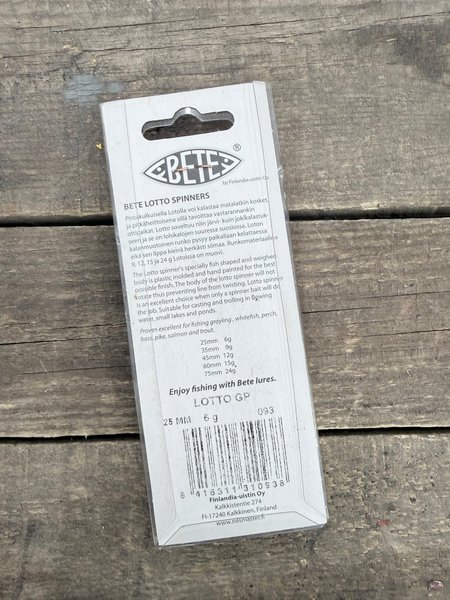 BETE ®
by Finlandia-uistin Oy
BETE LOTTO SPINNERS
Pintakulkuisella Lotolla voi kalastaa matalatkin kosket,
ja pitkäheittoisena sillä tavoittaa vastarannankin
ottipaikat. Lotto soveltuu niin järvi- kuin jokikalastuk-
seen ja se on lohikalojen suuressa suosiossa. Loton
kalanmuotoinen runko pysyy paikallaan kelattaessa
eikä sen lippa kierrä herkästi siimaa. Runkomateriaalina
9, 12, 15 ja 24 g Lotoissa on muovi.
The Lotto spinner's specially fish shaped and weighed
body is plastic molded and hand painted for the best
possible finish. The body of the lotto spinner will not
rotate thus preventing line from twisting. Lotto spinner
is an excellent choice when only a spinner bait will do
the job. Suitable for casting and trolling in flowing
water, small lakes and ponds.
Proven excellent for fishing grayling, whitefish, perch,
bass, pike, salmon and trout.
25mm 6g
35mm 9g
45mm 12g
60mm 15g
75mm 24g
Enjoy fishing with Bete lures.
LOTTO GP
25 MM 6 g 093
6 418311 310938
Finlandia-uistin Oy
Kalkkistentie 274
FI-17240 Kalkkinen, Finland
www.niismaster.fi